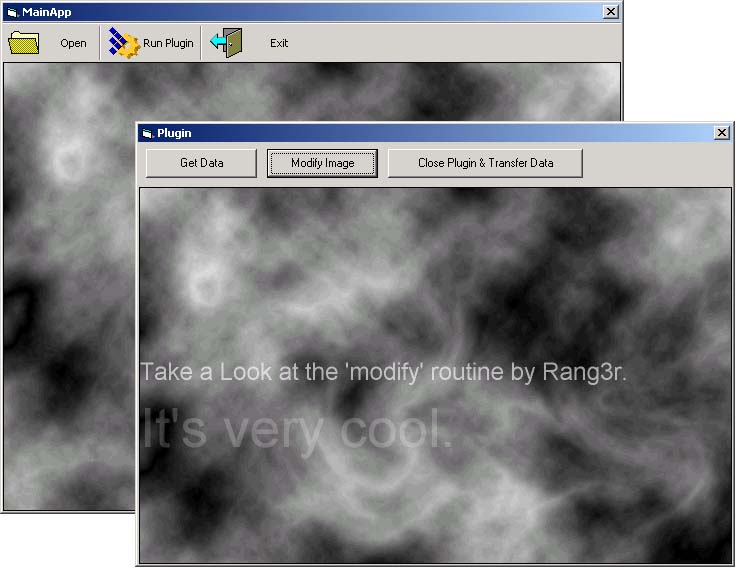 MainApp
Open
Run Plugin
Exit
Plugin
Get Data
Modify Image
Close Plugin & Transfer Data
Take a Look at the 'modify' routine by Rang3r.
It's very cool.